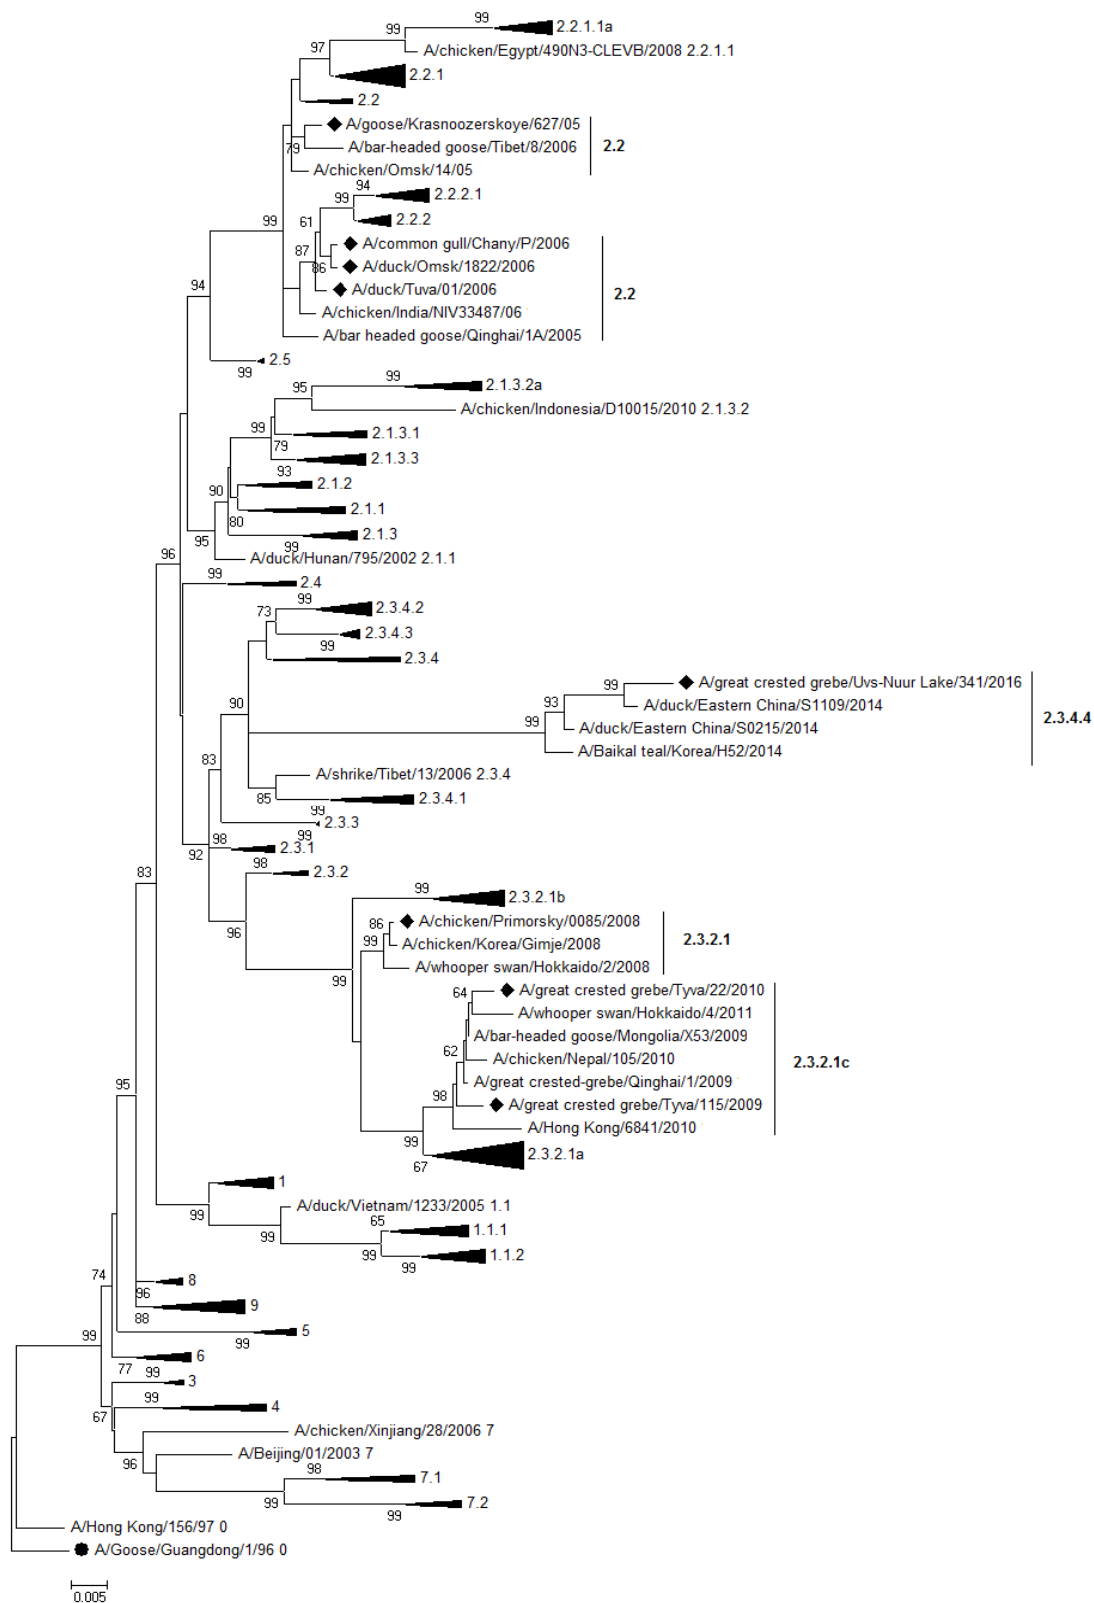 99
99
2.2.1.1a
A/chicken/Egypt/490N3-CLEVB/2008 2.2.1.1
97
2.2.1
2.2
A/goose/Krasnoozerskoye/627/05
79
A/bar-headed goose/Tibet/8/2006
2.2
A/chicken/Omsk/14/05
94
99
2.2.2.1
99
61
2.2.2
A/common gull/Chany/P/2006
87
86
A/duck/Omsk/1822/2006
94
A/duck/Tuva/01/2006
2.2
A/chicken/India/NIV33487/06
A/bar headed goose/Qinghai/1A/2005
2.5
99
99
95
2.1.3.2a
A/chicken/Indonesia/D10015/2010 2.1.3.2
99
2.1.3.1
79
2.1.3.3
93
2.1.2
90
2.1.1
80
2.1.3
95
99
A/duck/Hunan/795/2002 2.1.1
96
99
2.4
99
73
2.3.4.2
2.3.4.3
99
2.3.4
99
A/great crested grebe/Uvs-Nuur Lake/341/2016
93
A/duck/Eastern China/S1109/2014
90
99
A/duck/Eastern China/S0215/2014
2.3.4.4
A/Baikal teal/Korea/H52/2014
83
A/shrike/Tibet/13/2006 2.3.4
85
2.3.4.1
99
2.3.3
99
98
2.3.1
92
98
2.3.2
83
99
2.3.2.1b
86
A/chicken/Primorsky/0085/2008
96
99
A/chicken/Korea/Gimje/2008
2.3.2.1
A/whooper swan/Hokkaido/2/2008
99
64
A/great crested grebe/Tyva/22/2010
A/whooper swan/Hokkaido/4/2011
A/bar-headed goose/Mongolia/X53/2009
62
A/chicken/Nepal/105/2010
2.3.2.1c
A/great crested-grebe/Qinghai/1/2009
95
98
A/great crested grebe/Tyva/115/2009
A/Hong Kong/6841/2010
99
2.3.2.1a
67
1
99
A/duck/Vietnam/1233/2005 1.1
65
99
1.1.1
99
1.1.2
99
74
8
96
9
88
99
5
99
6
77
99
3
99
4
67
A/chicken/Xinjiang/28/2006 7
A/Beijing/01/2003 7
96
98
7.1
99
7.2
99
A/Hong Kong/156/97 0
A/Goose/Guangdong/1/96 0
0.005